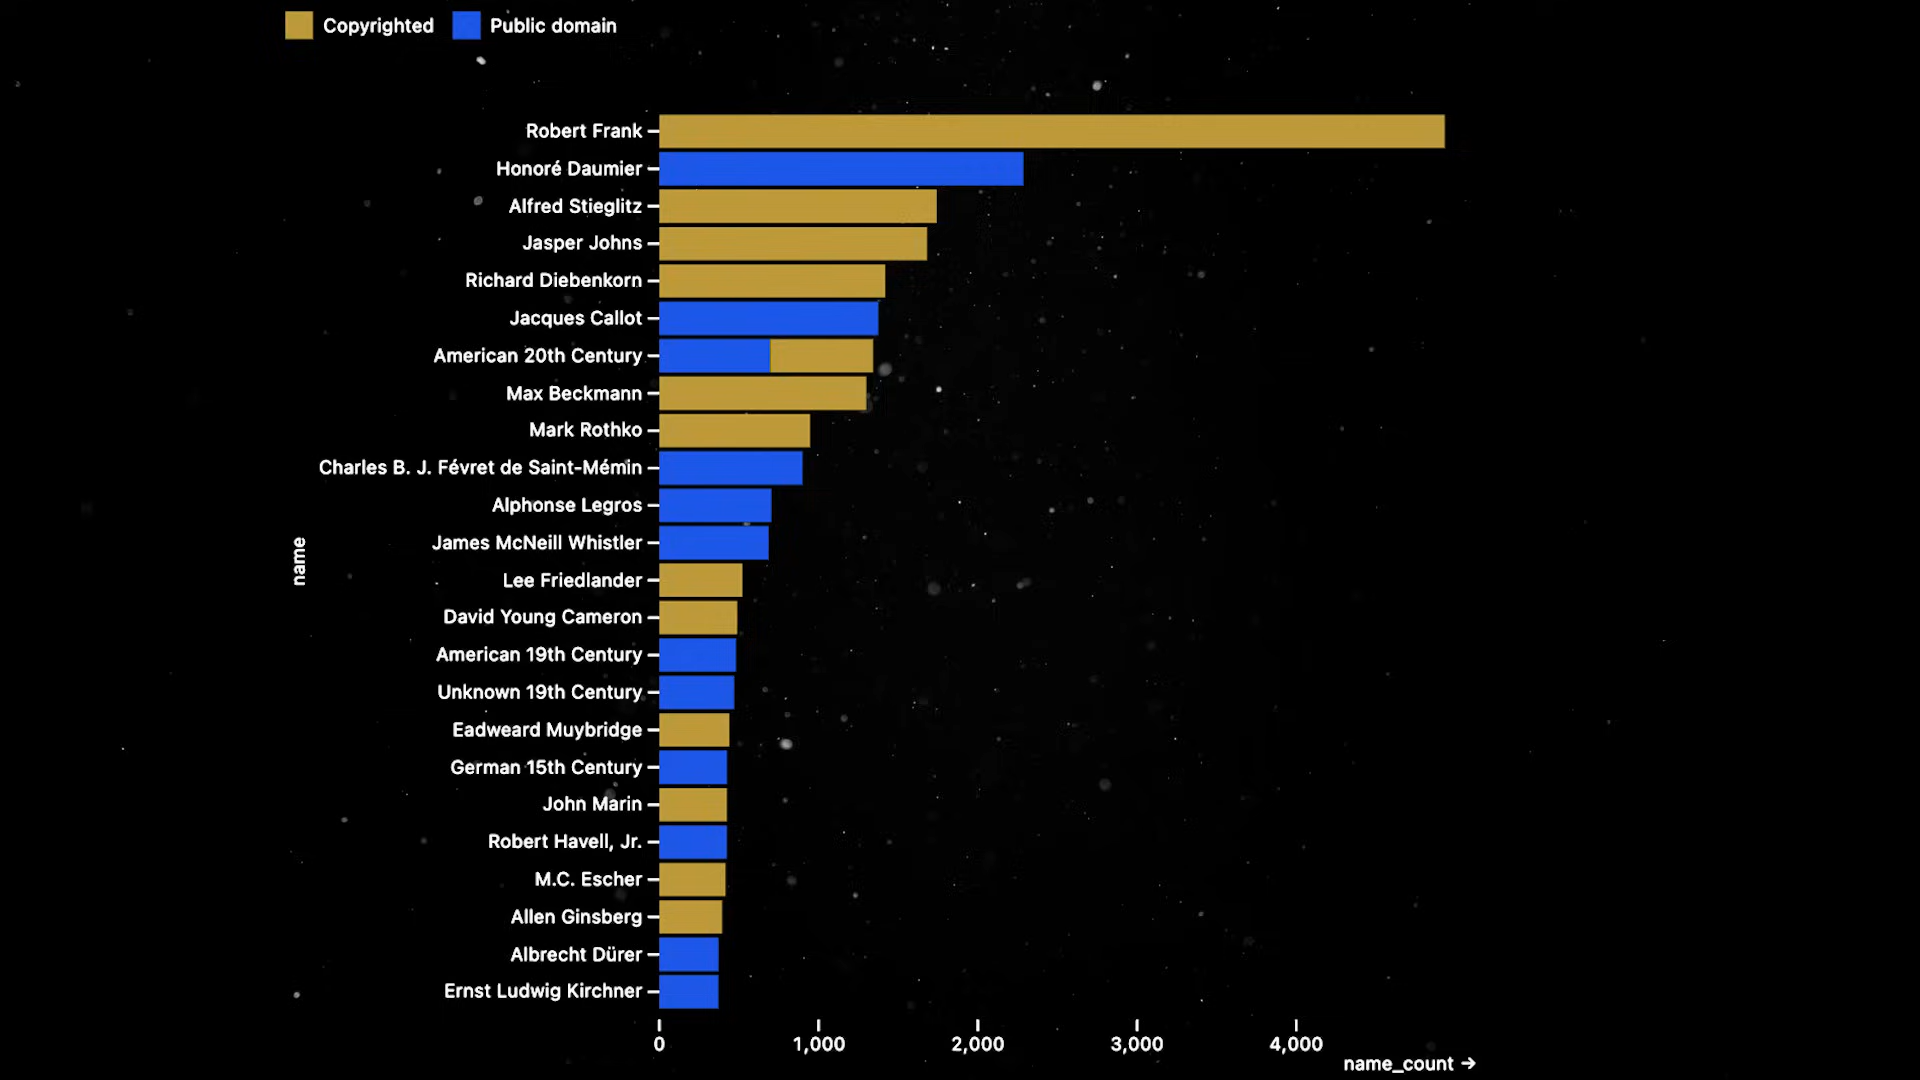 Copyrighted Public domain
Robert Frank
Honoré Daumier
Alfred Stieglitz
Jasper Johns
Richard Diebenkorn
Jacques Callot
American 20th Century
Max Beckmann
Mark Rothko
Charles B. J. Févret de Saint-Mémin
Alphonse Legros
James McNeill Whistler
name
Lee Friedlander
David Young Cameron
American 19th Century
Unknown 19th Century
Eadweard Muybridge
German 15th Century
John Marin
Robert Havell, Jr.
M.C. Escher
Allen Ginsberg
Albrecht Dürer
Ernst Ludwig Kirchner
0 1,000 2,000 3,000 4,000
name_count →